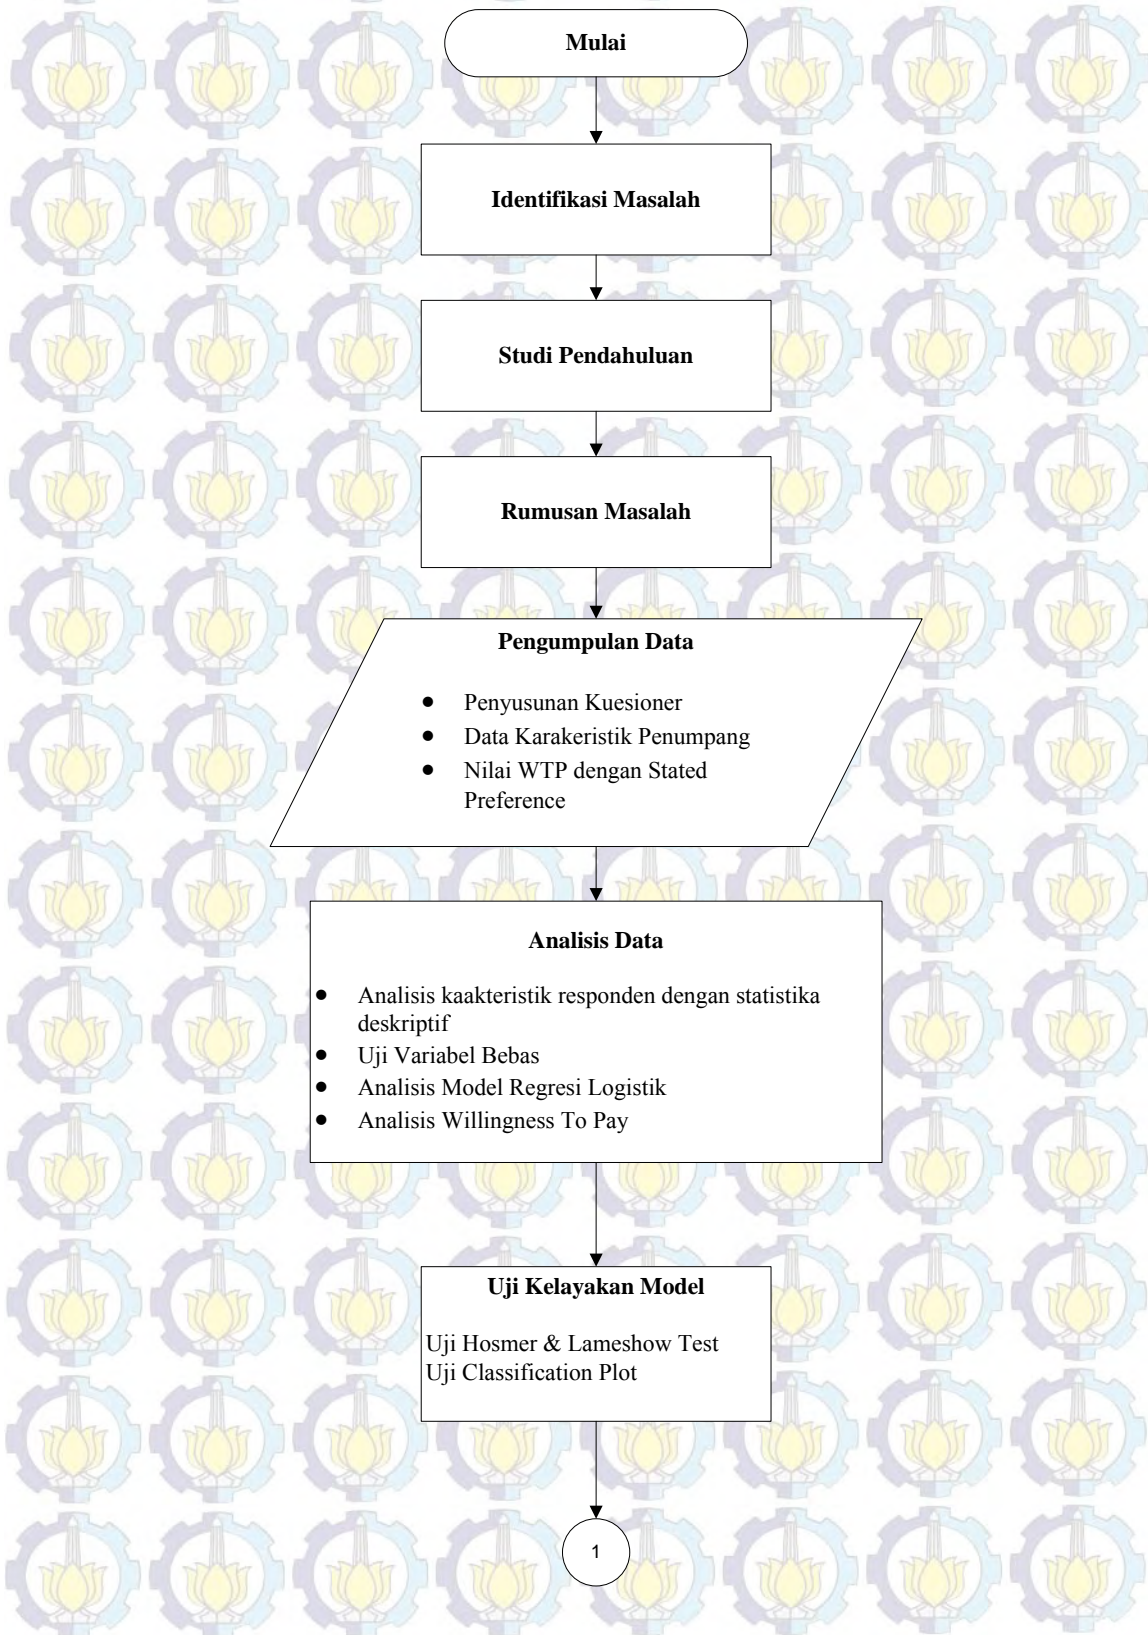 Mulai
Identifikasi Masalah
Studi Pendahuluan
Rumusan Masalah
Pengumpulan Data
● Penyusunan Kuesioner
● Data Karakeristik Penumpang
● Nilai WTP dengan Stated
Preference
Analisis Data
● Analisis kaakteristik responden dengan statistika
deskriptif
● Uji Variabel Bebas
● Analisis Model Regresi Logistik
● Analisis Willingness To Pay
Uji Kelayakan Model
Uji Hosmer & Lameshow Test
Uji Classification Plot
1